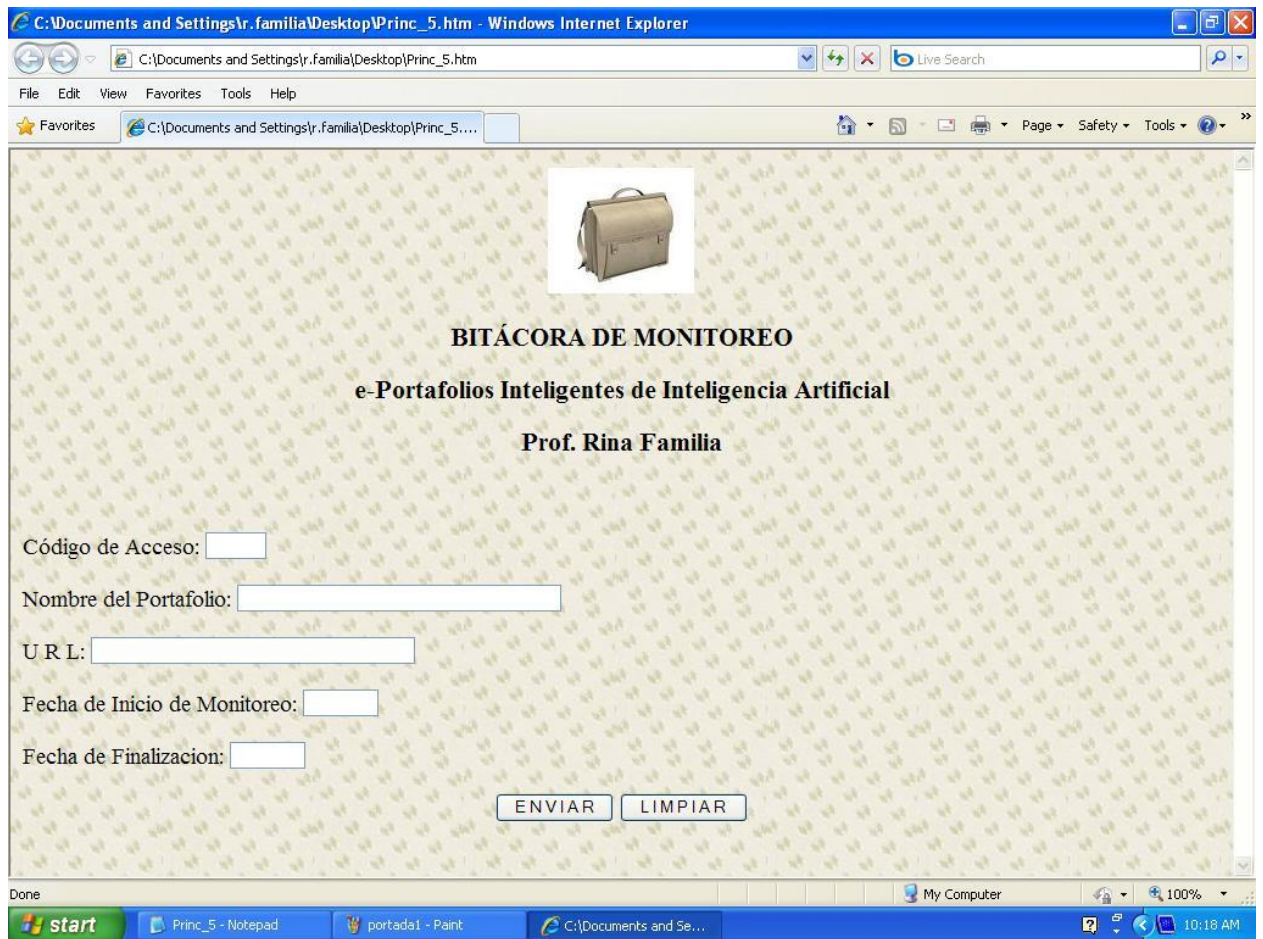 C:\Documents and Settings\r.familia\Desktop\Princ_5.htm - Windows Internet Explorer
C:\Documents and Settings\r.familia\Desktop\Princ_5.htm
Live Search
File Edit View Favorites Tools Help
Favorites C:\Documents and Settings\r.familia\Desktop\Princ_5.... Page Safety Tools
BITÁCORA DE MONITOREO
e-Portafolios Inteligentes de Inteligencia Artificial
Prof. Rina Familia
Código de Acceso:
Nombre del Portafolio:
U R L:
Fecha de Inicio de Monitoreo:
Fecha de Finalizacion:
ENVIAR LIMPIAR
Done My Computer 100%
start Princ_5 - Notepad portada1 - Paint C:\Documents and Se... 10:18 AM